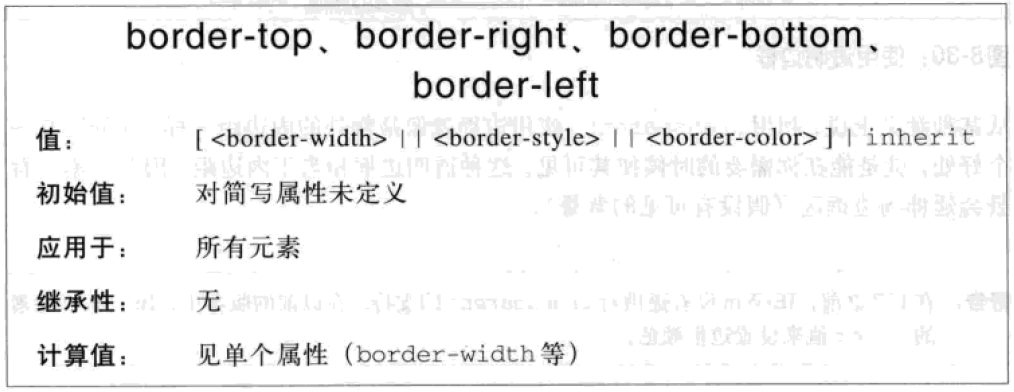 border-top、border-right、border-bottom、
border-left
值： [ <border-width> || <border-style> || <border-color> ] | inherit
初始值： 对简写属性未定义
应用于： 所有元素
继承性： 无
计算值： 见单个属性（border-width等）